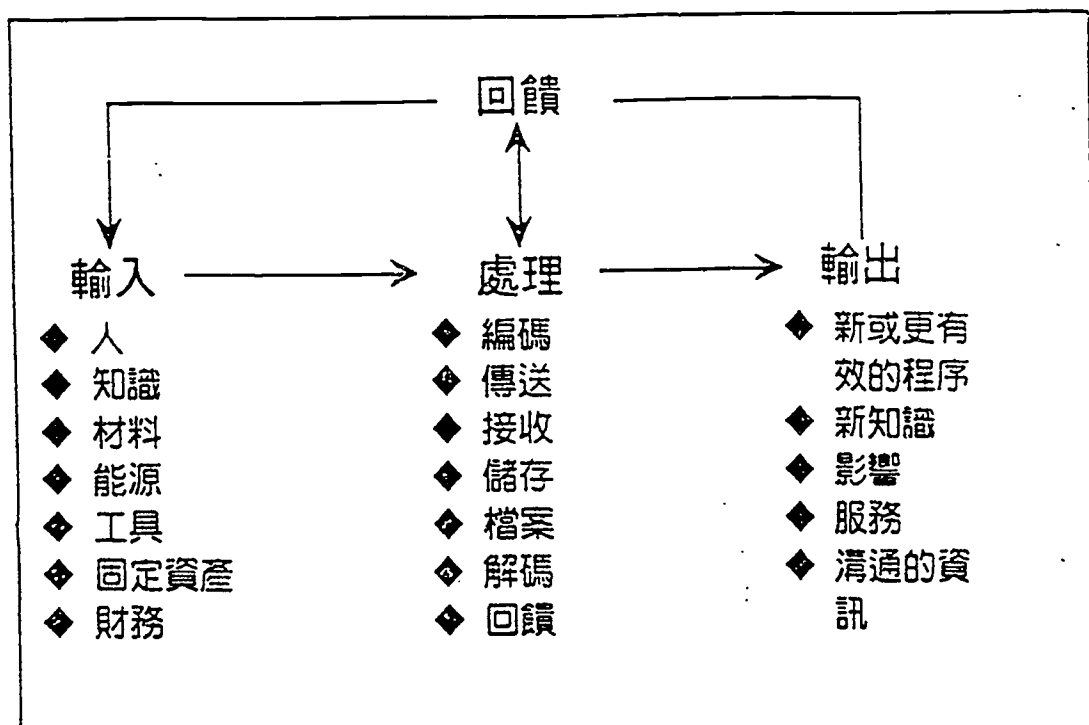 回饋
輸入
◆ 人
◆ 知識
◆ 材料
◆ 能源
◆ 工具
◆ 固定資產
◆ 財務
處理
◆ 編碼
◆ 傳送
◆ 接收
◆ 儲存
◆ 檔案
◆ 解碼
◆ 回饋
輸出
◆ 新或更有
效的程序
◆ 新知識
◆ 影響
◆ 服務
◆ 溝通的資
訊